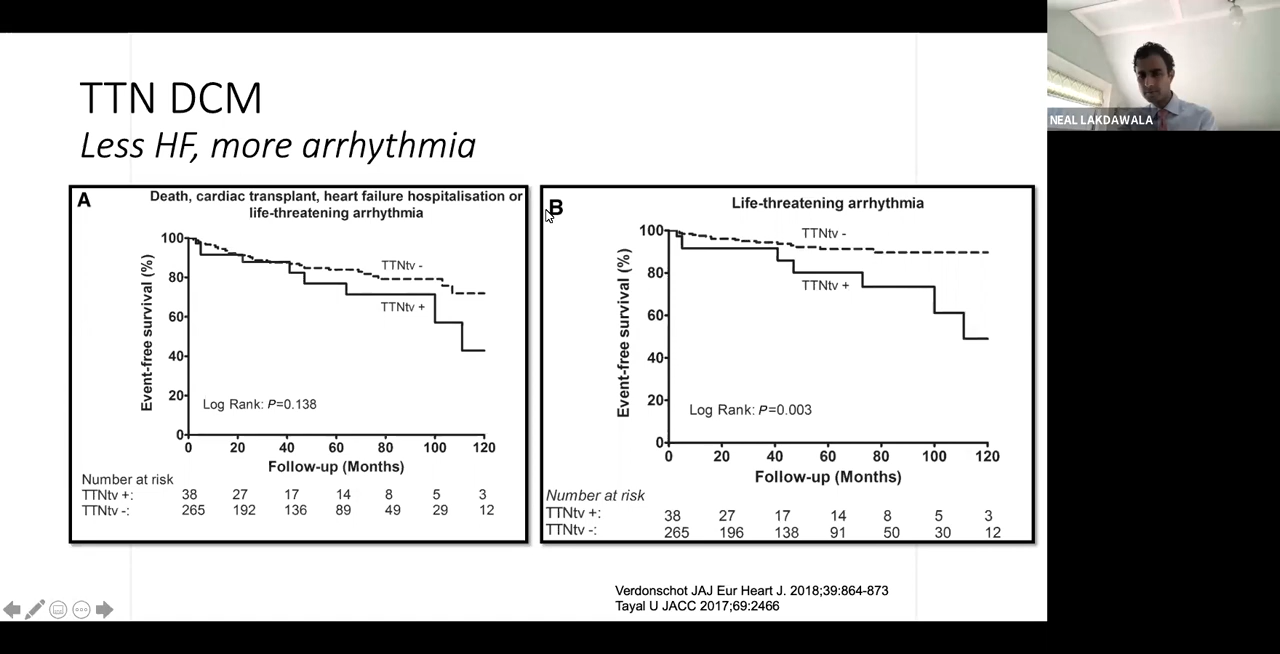 TTN DCM
Less HF, more arrhythmia
NEAL LAKDAWALA
A
Death, cardiac transplant, heart failure hospitalisation or
life-threatening arrhythmia
Event-free survival (%)
100
80
60
40
20
0
TTNtv -
TTNtv +
Log Rank: P=0.138
0 20 40 60 80 100 120
Follow-up (Months)
Number at risk
TTNtv +: 38 27 17 14 8 5 3
TTNtv -: 265 192 136 89 49 29 12
B
Life-threatening arrhythmia
Event-free survival (%)
100
80
60
40
20
0
TTNtv -
TTNtv +
Log Rank: P=0.003
0 20 40 60 80 100 120
Follow-up (Months)
Number at risk
TTNtv +: 38 27 17 14 8 5 3
TTNtv -: 265 196 138 91 50 30 12
Verdonschot JAJ Eur Heart J. 2018;39:864-873
Tayal U JACC 2017;69:2466